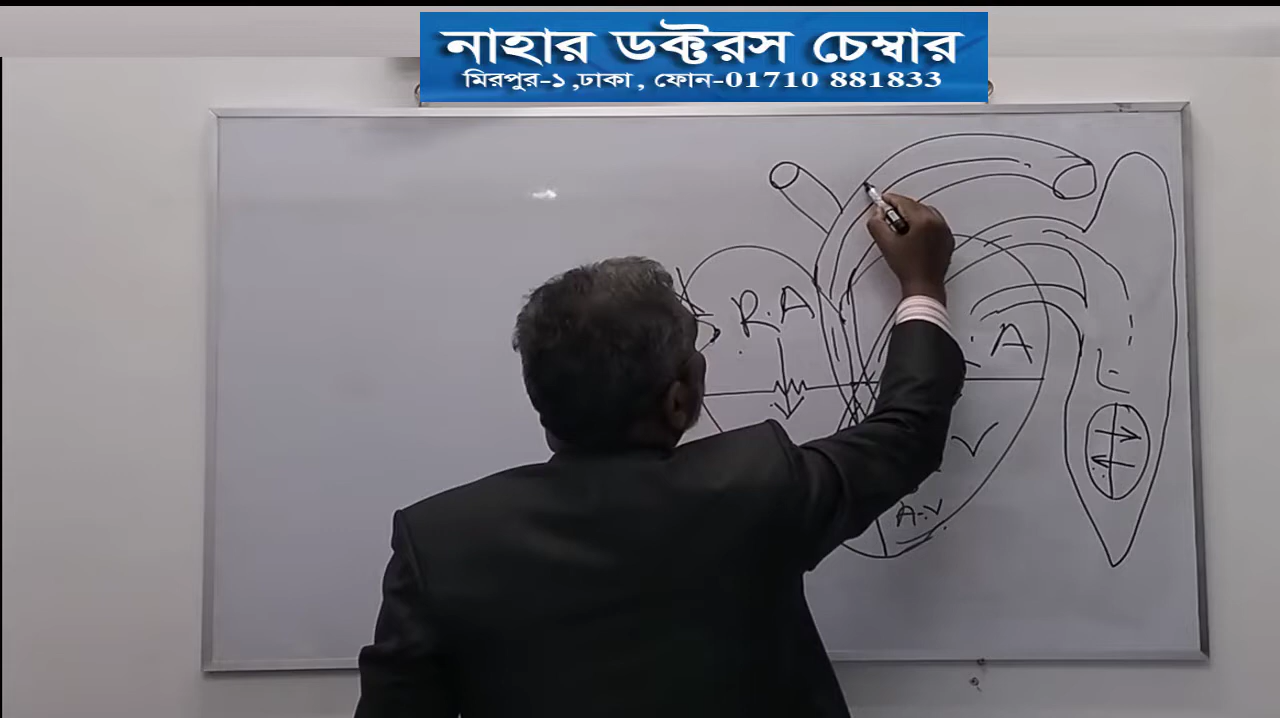 নাহার ডক্টরস চেম্বার
মিরপুর-১ ,ঢাকা , ফোন-01710 881833
R.A
A
L.
V
A-V